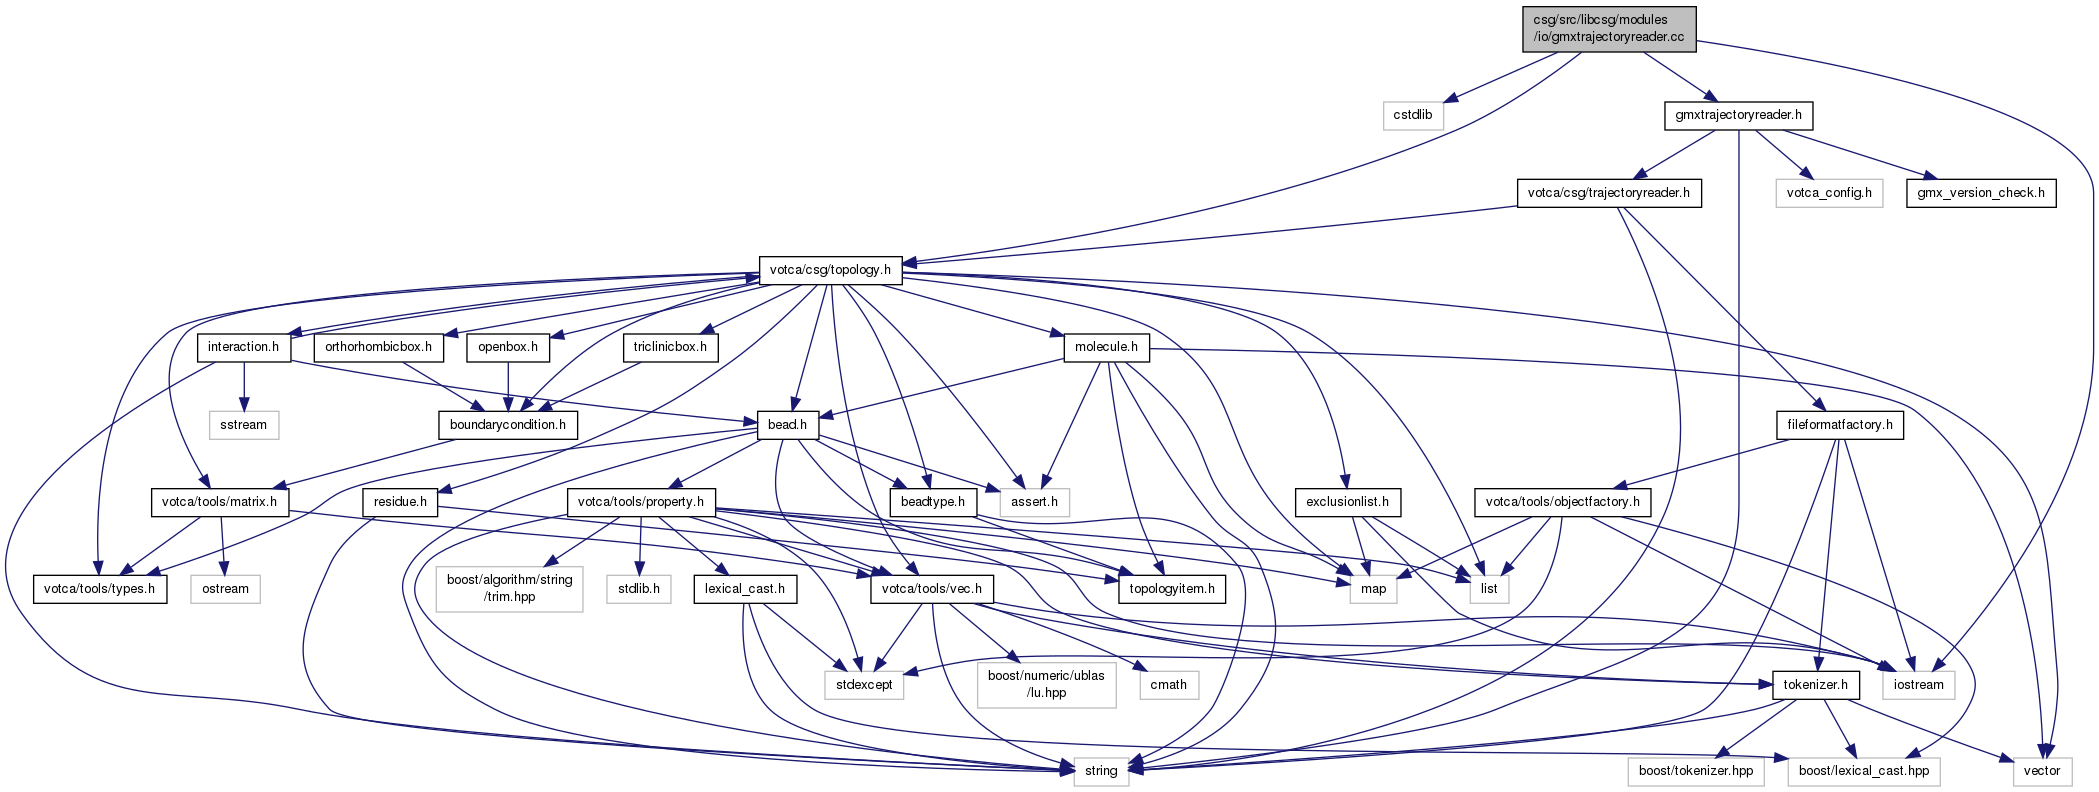 csg/src/libcsg/modules
/io/gmxtrajectoryreader.cc
cstdlib
gmxtrajectoryreader.h
votca/csg/trajectoryreader.h
votca_config.h
gmx_version_check.h
votca/csg/topology.h
interaction.h
orthorhombicbox.h
openbox.h
triclinicbox.h
molecule.h
sstream
boundarycondition.h
bead.h
fileformatfactory.h
votca/tools/matrix.h
residue.h
votca/tools/property.h
beadtype.h
assert.h
exclusionlist.h
votca/tools/objectfactory.h
votca/tools/types.h
ostream
boost/algorithm/string
/trim.hpp
stdlib.h
lexical_cast.h
votca/tools/vec.h
topologyitem.h
map
list
stdexcept
boost/numeric/ublas
/lu.hpp
cmath
tokenizer.h
iostream
string
boost/tokenizer.hpp
boost/lexical_cast.hpp
vector